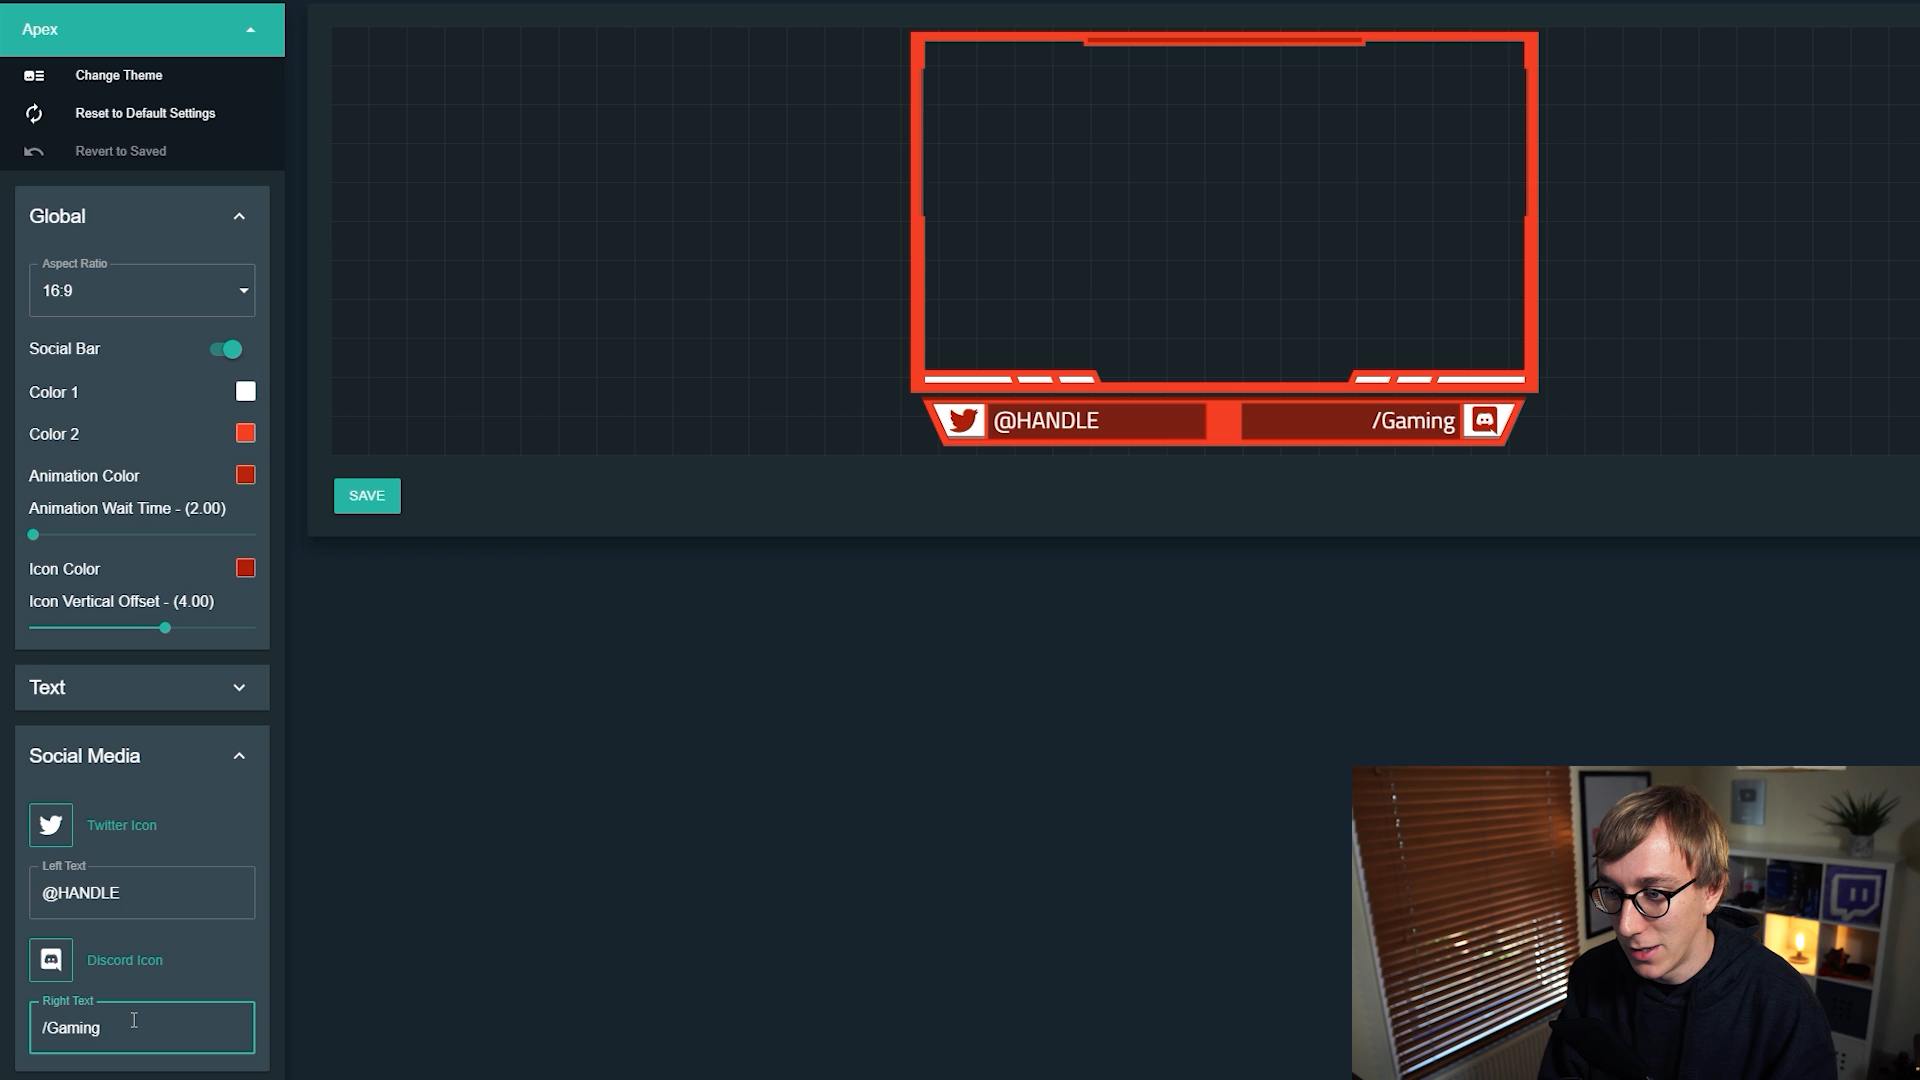 Apex
Change Theme
Reset to Default Settings
Revert to Saved
Global
Aspect Ratio
16:9
Social Bar
Color 1
Color 2
Animation Color
Animation Wait Time - (2.00)
Icon Color
Icon Vertical Offset - (4.00)
Text
Social Media
Twitter Icon
Left Text
@HANDLE
Discord Icon
Right Text
/Gaming
@HANDLE
/Gaming
SAVE